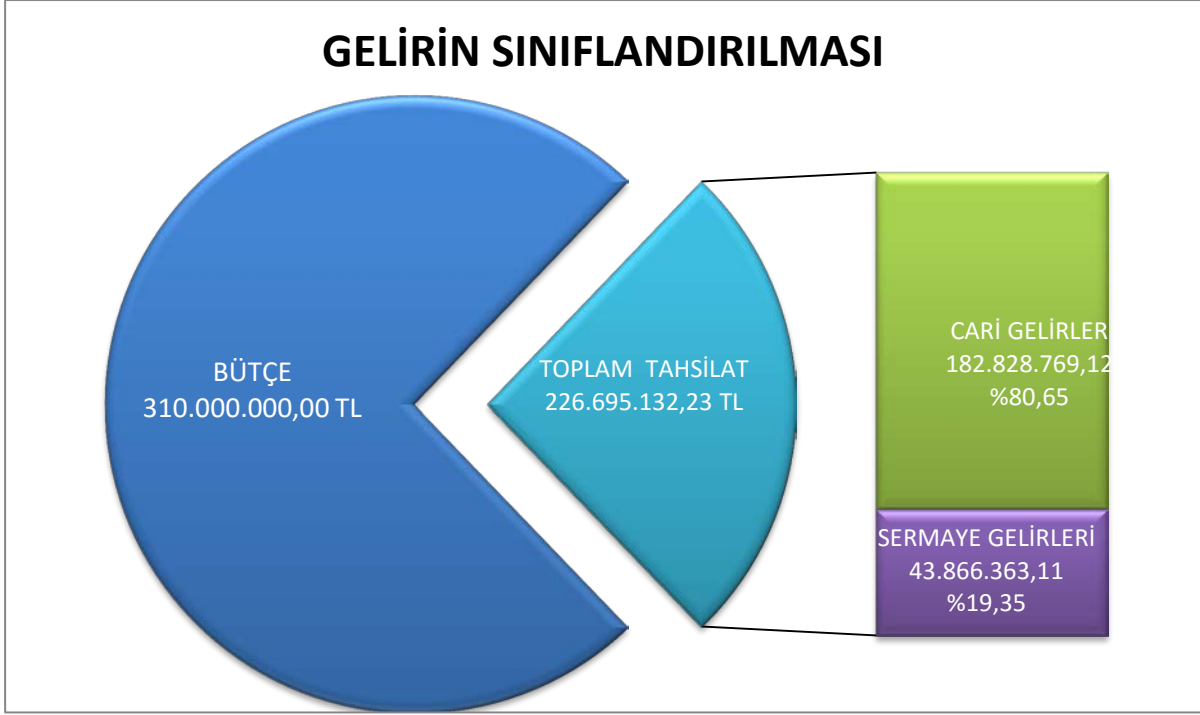 GELİRİN SINIFLANDIRILMASI
BÜTÇE
310.000.000,00 TL
TOPLAM TAHSİLAT
226.695.132,23 TL
CARİ GELİRLER
182.828.769,12
%80,65
SERMAYE GELİRLERİ
43.866.363,11
%19,35